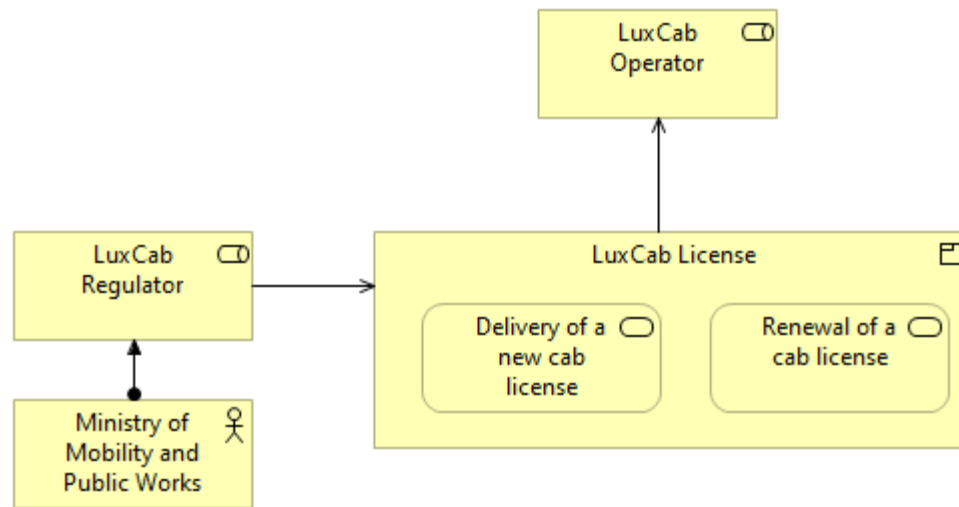 LuxCab
Operator
LuxCab
Regulator
LuxCab License
Delivery of a
new cab
license
Renewal of a
cab license
Ministry of
Mobility and
Public Works